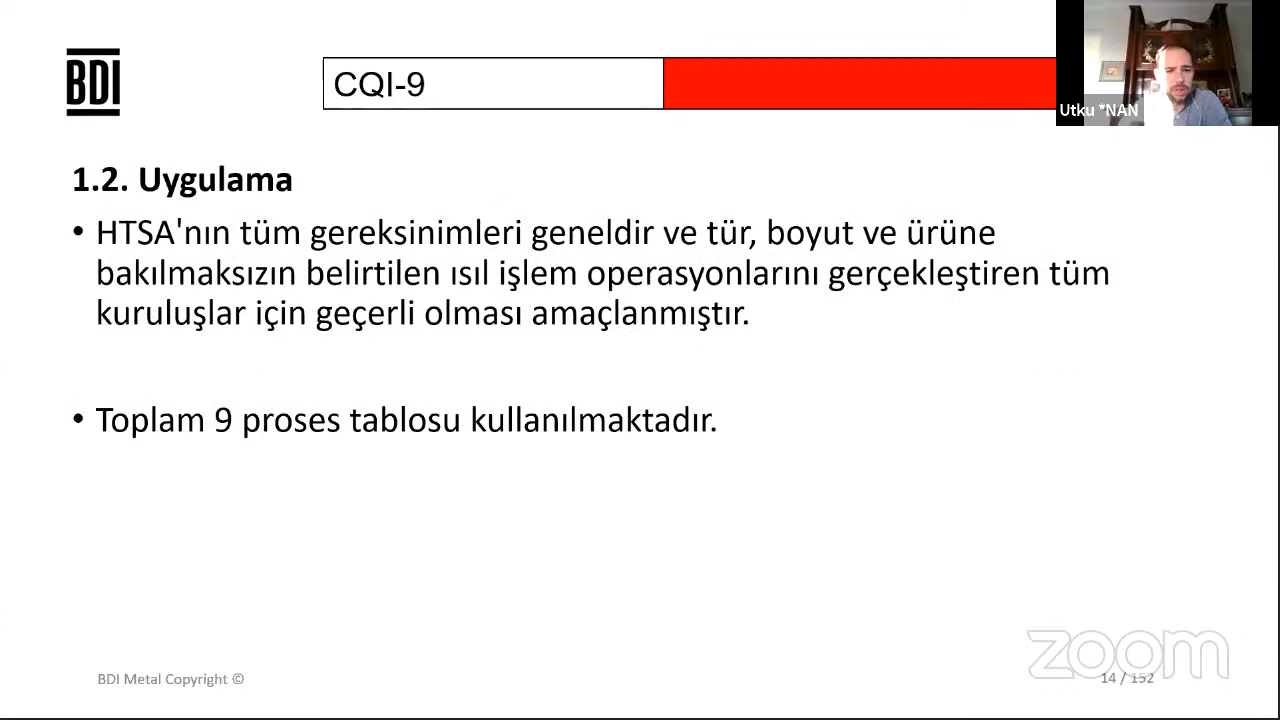 BDI
CQI-9
Utku *NAN
1.2. Uygulama
• HTSA'nın tüm gereksinimleri geneldir ve tür, boyut ve ürüne
bakılmaksızın belirtilen ısıl işlem operasyonlarını gerçekleştiren tüm
kuruluşlar için geçerli olması amaçlanmıştır.
• Toplam 9 proses tablosu kullanılmaktadır.
zoom
BDI Metal Copyright ©
14 / 152